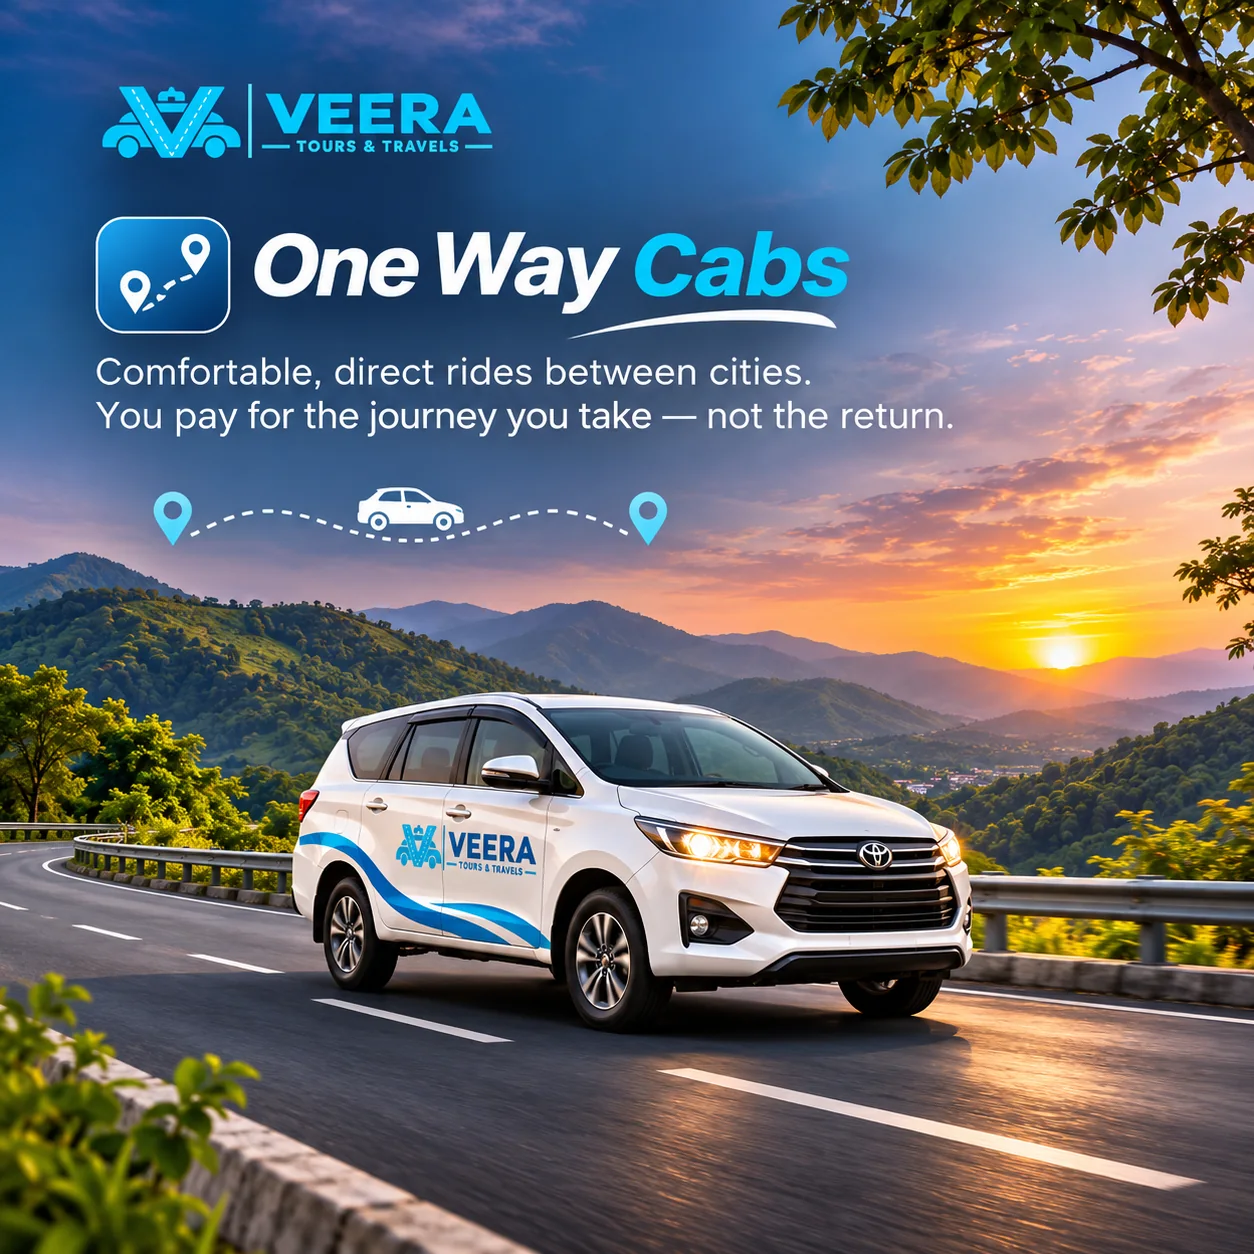 VEERA
TOURS & TRAVELS
One Way Cabs
Comfortable, direct rides between cities.
You pay for the journey you take — not the return.
VEERA
TOURS & TRAVELS